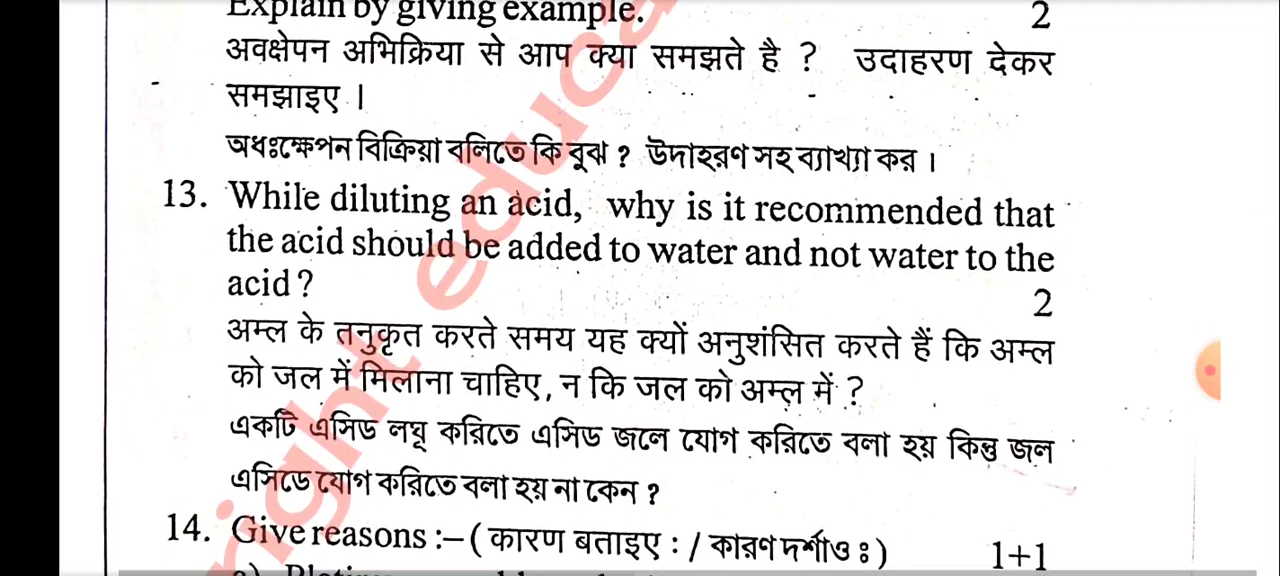 Explain by giving example. 2
अवक्षेपन अभिक्रिया से आप क्या समझते है ? उदाहरण देकर
समझाइए ।
অধঃক্ষেপন বিক্রিয়া বলিতে কি বুঝ ? উদাহরণ সহ ব্যাখ্যা কর ।
13. While diluting an acid, why is it recommended that
the acid should be added to water and not water to the
acid ? 2
अम्ल के तनुकृत करते समय यह क्यों अनुशंसित करते हैं कि अम्ल
को जल में मिलाना चाहिए, न कि जल को अम्ल में ?
একটি এসিড লঘূ করিতে এসিড জলে যোগ করিতে বলা হয় কিন্তু জল
এসিডে যোগ করিতে বলা হয় না কেন ?
14. Give reasons :– ( कारण बताइए : / কারণ দর্শাও ঃ ) 1+1
right educa